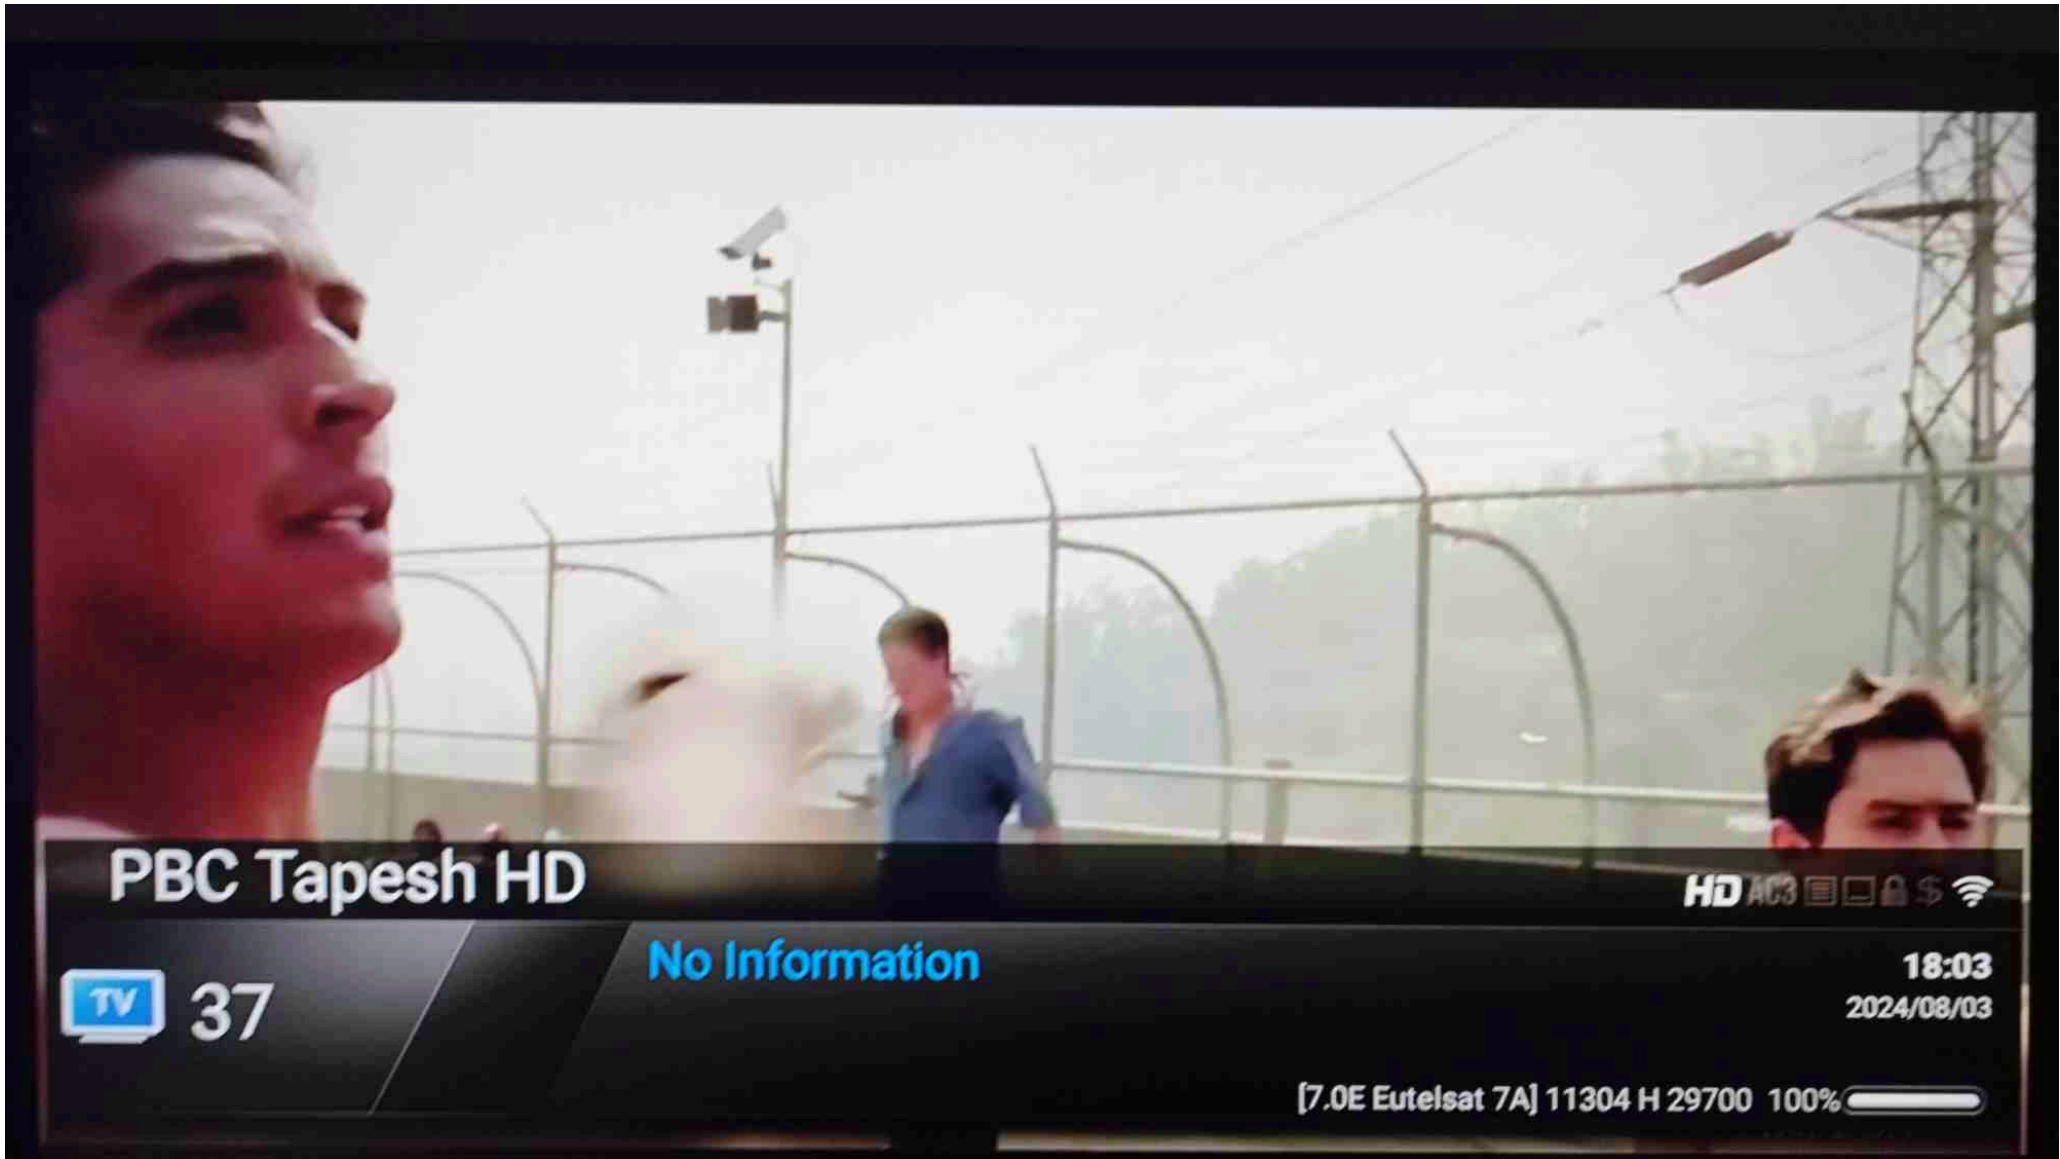 PBC Tapesh HD
HD AC3 $
TV 37
No Information
18:03
2024/08/03
[7.0E Eutelsat 7A] 11304 H 29700 100%